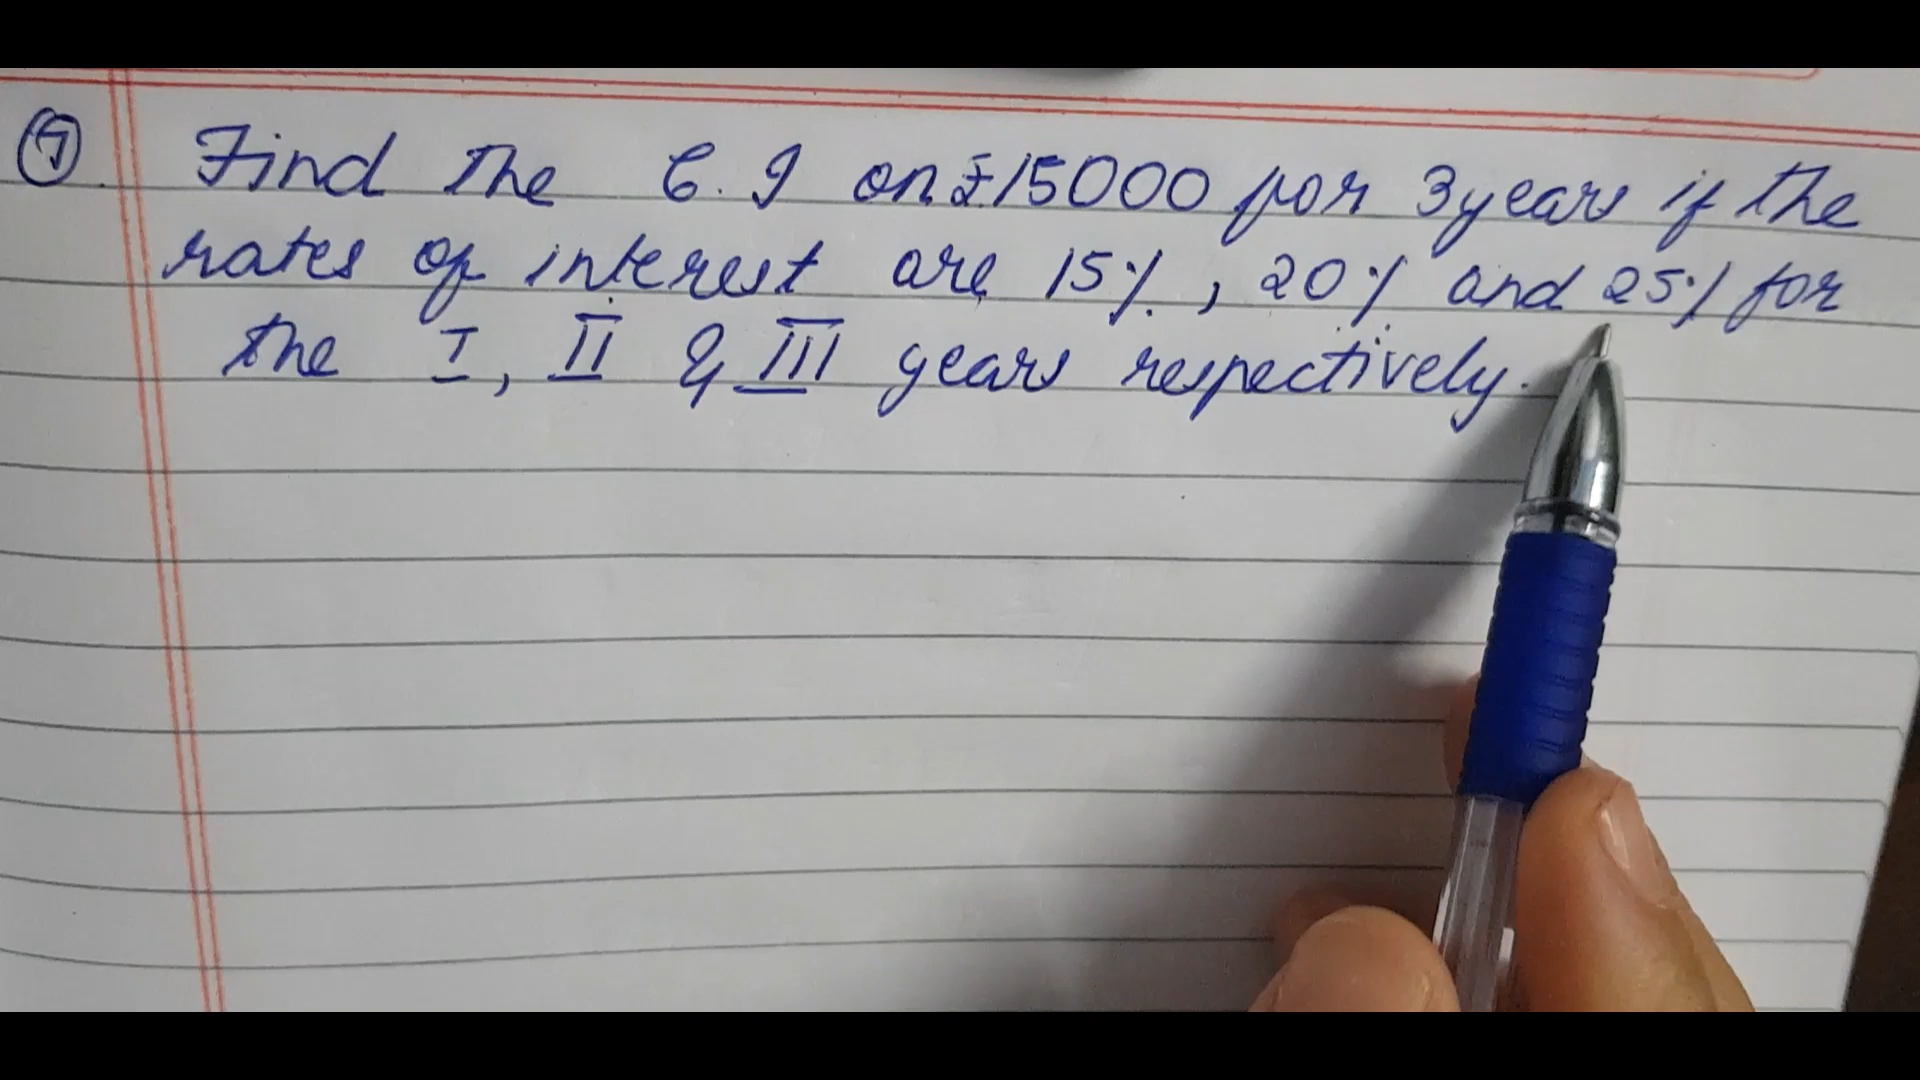 7. Find the C.I on ₹15000 for 3 years if the
rates of interest are 15%, 20% and 25% for
the I, II & III years respectively.